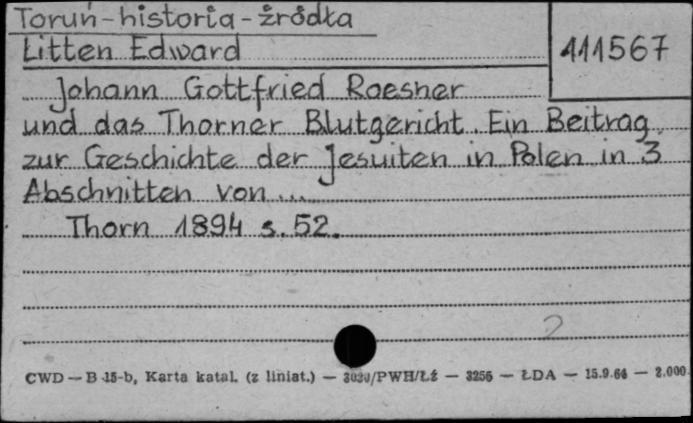 Toruń-historia-źródła
Litten Edward
411567
Johann Gottfried Roesner
und das Thorner Blutgericht. Ein Beitrag
zur Geschichte der Jesuiten in Polen in 3
Abschnitten von...
Thorn 1894 s. 52.
2
CWD — B 15-b, Karta katal. (z liniat.) — /PWH/Łź — 3256 — ŁDA — 15.9.64 — 2.000.